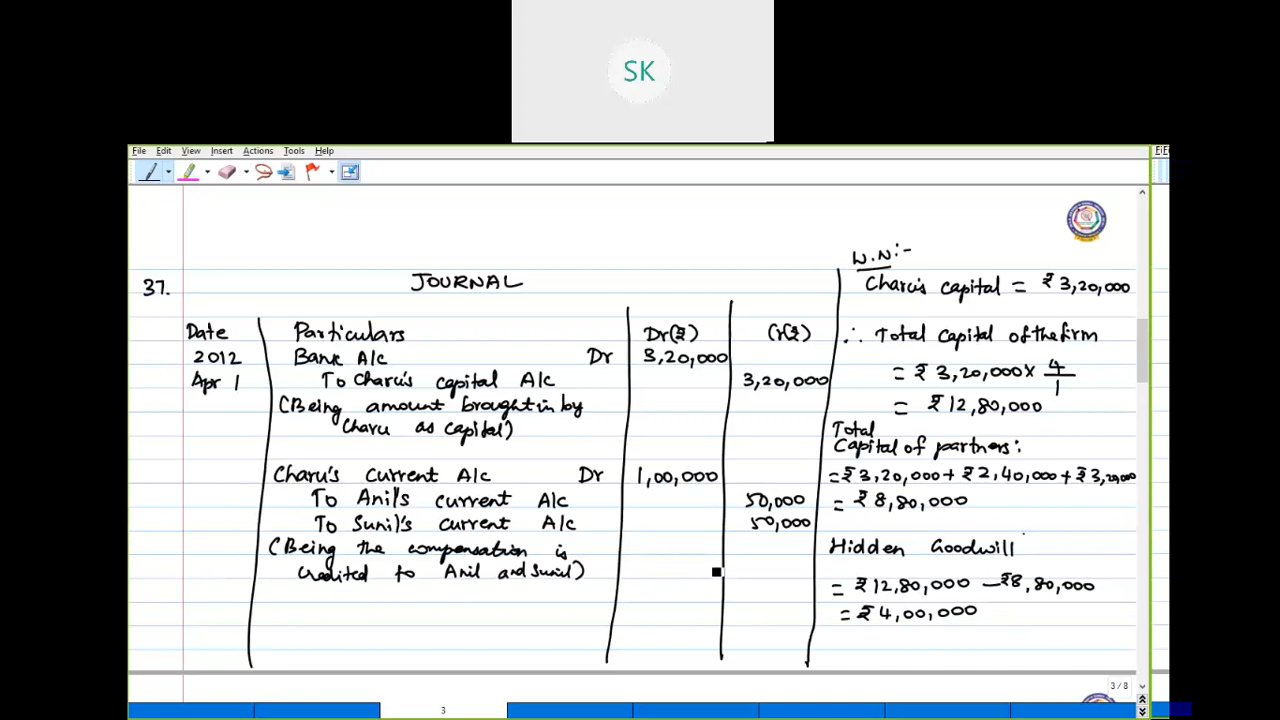 SK
File Edit View Insert Actions Tools Help
37.
JOURNAL
Date Particulars Dr(₹) Cr(₹)
2012 Bank A/c Dr 3,20,000
Apr 1 To Charu's capital A/c 3,20,000
(Being amount brought in by
Charu as capital)
Charu's current A/c Dr 1,00,000
To Anil's current A/c 50,000
To Sunil's current A/c 50,000
(Being the compensation is
credited to Anil and Sunil)
W.N:-
Charu's capital = ₹3,20,000
∴ Total Capital of the firm
= ₹3,20,000 × 4/1
= ₹12,80,000
Total
Capital of partners:
= ₹3,20,000 + ₹2,40,000 + ₹3,20,000
= ₹8,80,000
Hidden Goodwill
= ₹12,80,000 – ₹8,80,000
= ₹4,00,000
3 / 8
3